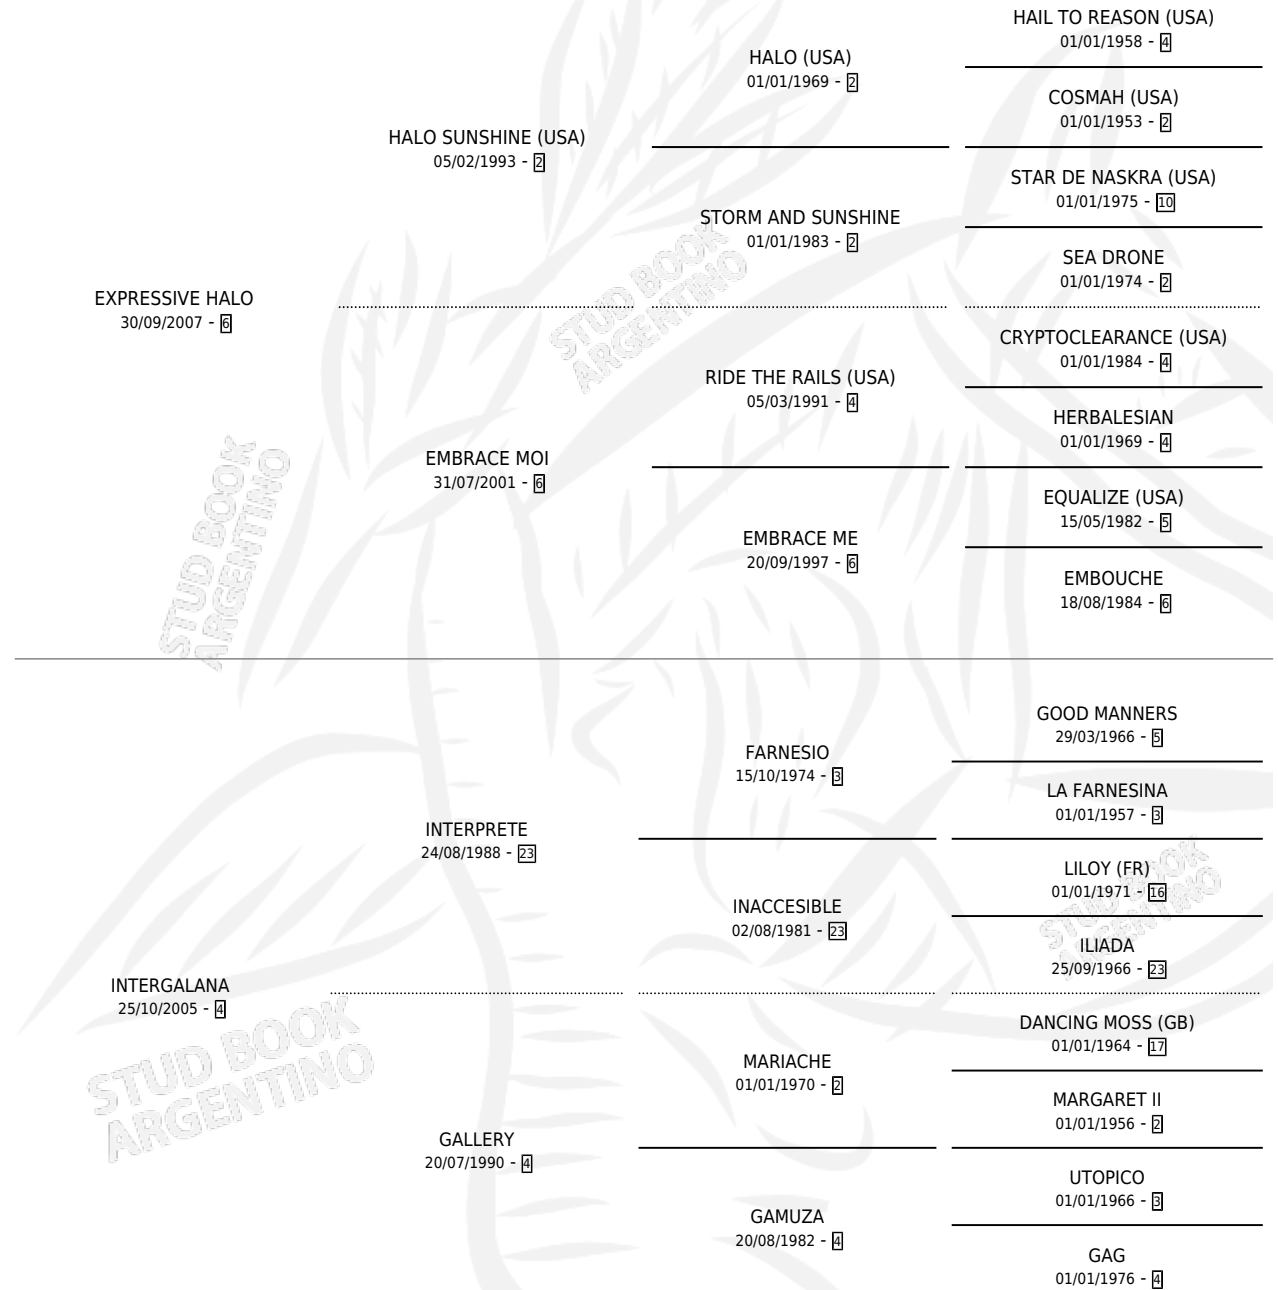 HAIL TO REASON (USA)
01/01/1958 - 4
HALO (USA)
01/01/1969 - 2
COSMAH (USA)
01/01/1953 - 2
HALO SUNSHINE (USA)
05/02/1993 - 2
STAR DE NASKRA (USA)
01/01/1975 - 10
STORM AND SUNSHINE
01/01/1983 - 2
SEA DRONE
01/01/1974 - 2
EXPRESSIVE HALO
30/09/2007 - 6
CRYPTOCLEARANCE (USA)
01/01/1984 - 4
RIDE THE RAILS (USA)
05/03/1991 - 4
HERBALESIAN
01/01/1969 - 4
EMBRACE MOI
31/07/2001 - 6
EQUALIZE (USA)
15/05/1982 - 5
EMBRACE ME
20/09/1997 - 6
EMBOUCHE
18/08/1984 - 6
STUD BOOK
ARGENTINO
STUD BOOK
ARGENTINO
GOOD MANNERS
29/03/1966 - 5
FARNESIO
15/10/1974 - 3
LA FARNESINA
01/01/1957 - 3
INTERPRETE
24/08/1988 - 23
LILOY (FR)
01/01/1971 - 16
INACCESIBLE
02/08/1981 - 23
ILIADA
25/09/1966 - 23
STUD BOOK
ARGENTINO
INTERGALANA
25/10/2005 - 4
DANCING MOSS (GB)
01/01/1964 - 17
MARIACHE
01/01/1970 - 2
MARGARET II
01/01/1956 - 2
GALLERY
20/07/1990 - 4
UTOPICO
01/01/1966 - 3
GAMUZA
20/08/1982 - 4
GAG
01/01/1976 - 4
STUD BOOK
ARGENTINO